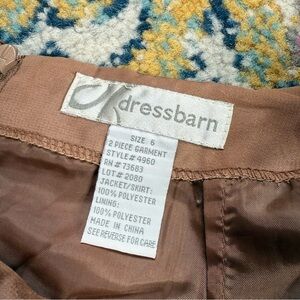 dressbarn
SIZE 6
2 PIECE GARMENT
STYLE# 4960
RN# 73683
LOT# 2080
JACKET/SKIRT:
100% POLYESTER
LINING:
100% POLYESTER
MADE IN
CHINA
SEE REVERSE FOR CARE